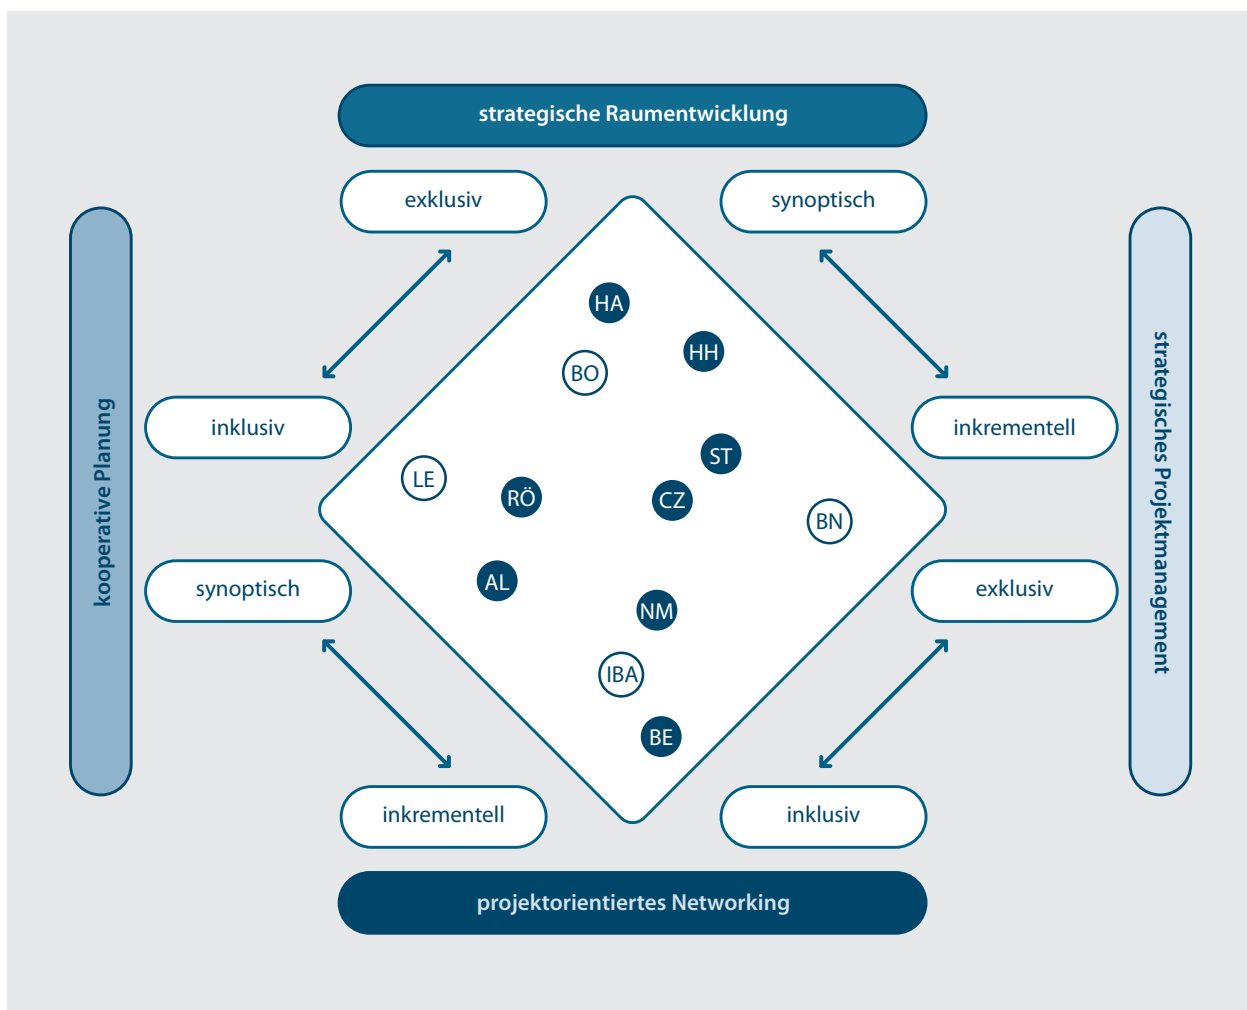 strategische Raumentwicklung
exklusiv
synoptisch
kooperative Planung
strategisches Projektmanagement
HA
HH
BO
inklusiv
inkrementell
ST
LE
RÖ
CZ
BN
AL
synoptisch
exklusiv
NM
IBA
BE
inkrementell
inklusiv
projektorientiertes Networking